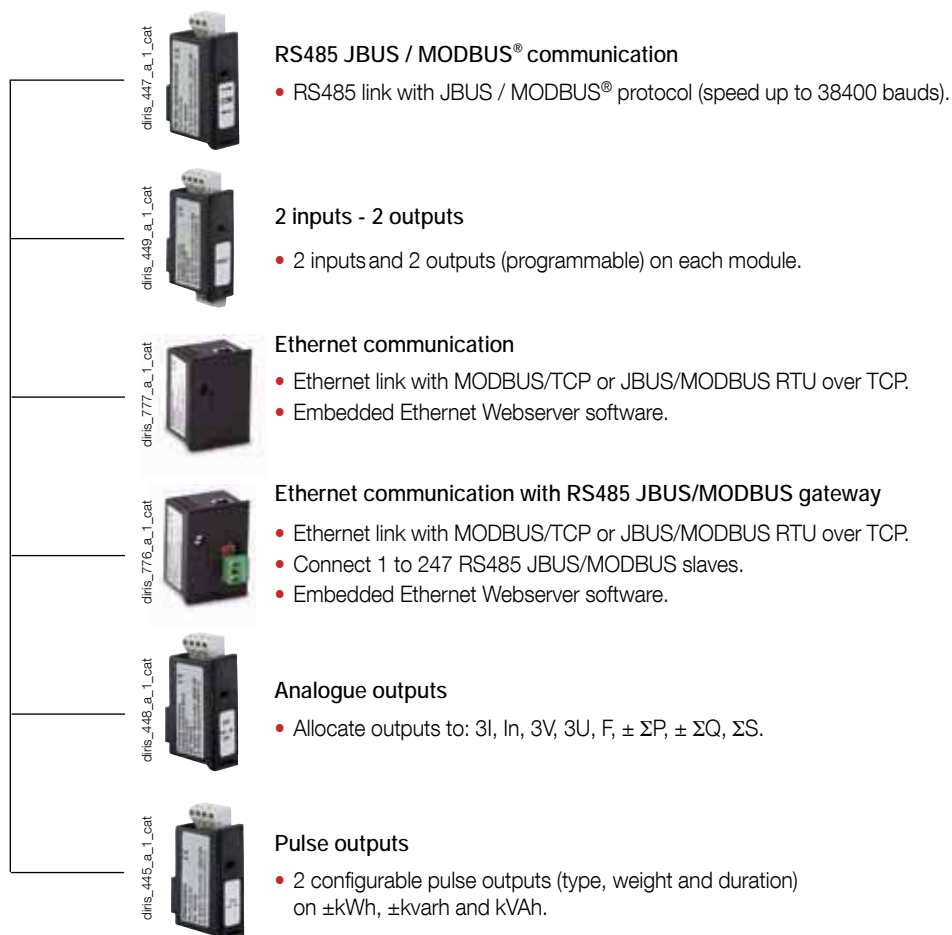 diris_447_a_1_cat
RS485 JBUS / MODBUS® communication
• RS485 link with JBUS / MODBUS® protocol (speed up to 38400 bauds).
diris_449_a_1_cat
2 inputs - 2 outputs
• 2 inputs and 2 outputs (programmable) on each module.
diris_777_a_1_cat
Ethernet communication
• Ethernet link with MODBUS/TCP or JBUS/MODBUS RTU over TCP.
• Embedded Ethernet Webserver software.
diris_776_a_1_cat
Ethernet communication with RS485 JBUS/MODBUS gateway
• Ethernet link with MODBUS/TCP or JBUS/MODBUS RTU over TCP.
• Connect 1 to 247 RS485 JBUS/MODBUS slaves.
• Embedded Ethernet Webserver software.
diris_448_a_1_cat
Analogue outputs
• Allocate outputs to: 3I, In, 3V, 3U, F, ± ΣP, ± ΣQ, ΣS.
diris_445_a_1_cat
Pulse outputs
• 2 configurable pulse outputs (type, weight and duration)
on ±kWh, ±kvarh and kVAh.